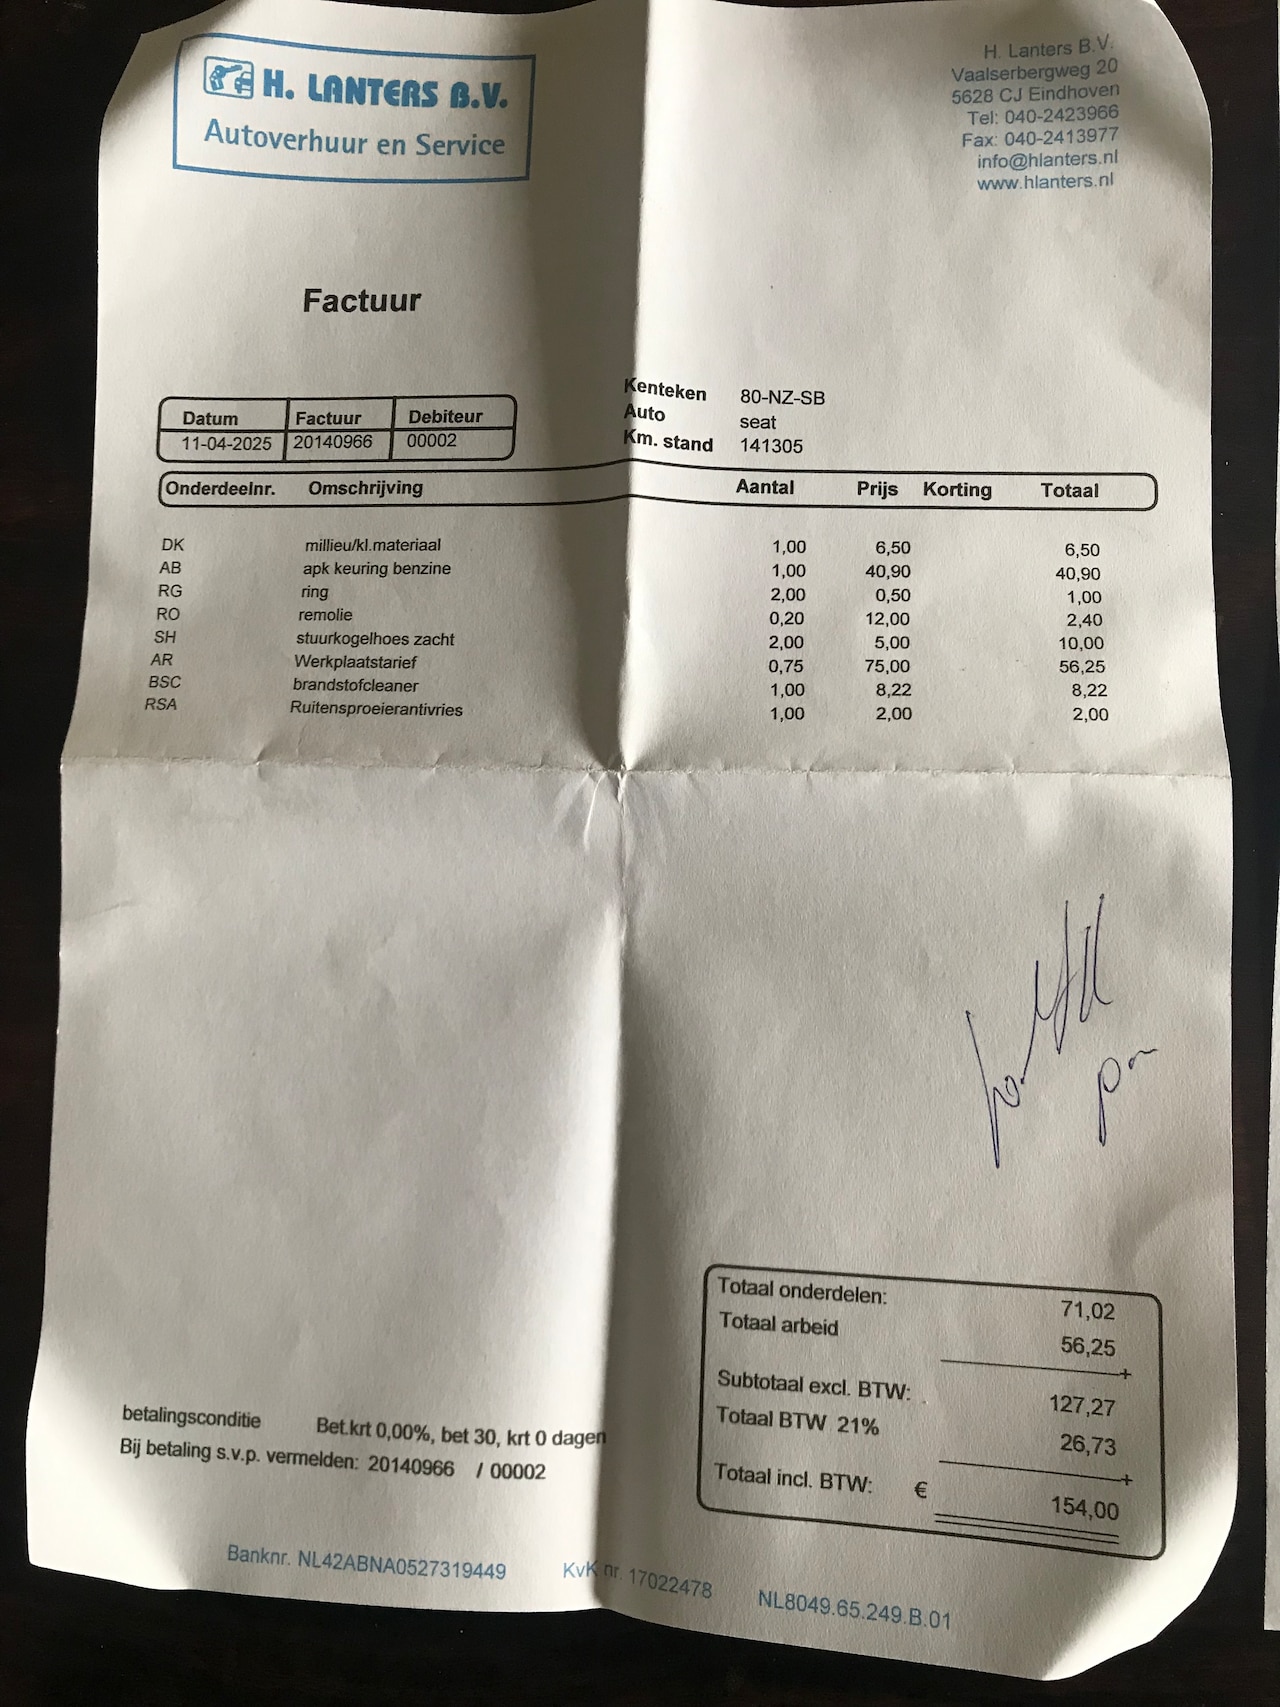 H. LANTERS B.V.
Autoverhuur en Service
H. Lanters B.V.
Vaalserbergweg 20
5628 CJ Eindhoven
Tel: 040-2423966
Fax: 040-2413977
info@hlanters.nl
www.hlanters.nl
Factuur
Kenteken 80-NZ-SB
Auto seat
Km. stand 141305
Datum Factuur Debiteur
11-04-2025 20140966 00002
Onderdeelnr. Omschrijving Aantal Prijs Korting Totaal
DK millieu/kl.materiaal 1,00 6,50 6,50
AB apk keuring benzine 1,00 40,90 40,90
RG ring 2,00 0,50 1,00
RO remolie 0,20 12,00 2,40
SH stuurkogelhoes zacht 2,00 5,00 10,00
AR Werkplaatstarief 0,75 75,00 56,25
BSC brandstofcleaner 1,00 8,22 8,22
RSA Ruitensproeierantivries 1,00 2,00 2,00
Totaal onderdelen: 71,02
Totaal arbeid 56,25
+
Subtotaal excl. BTW: 127,27
Totaal BTW 21% 26,73
+
Totaal incl. BTW: € 154,00
betalingsconditie Bet.krt 0,00%, bet 30, krt 0 dagen
Bij betaling s.v.p. vermelden: 20140966 / 00002
Banknr. NL42ABNA0527319449 KvK nr. 17022478 NL8049.65.249.B.01